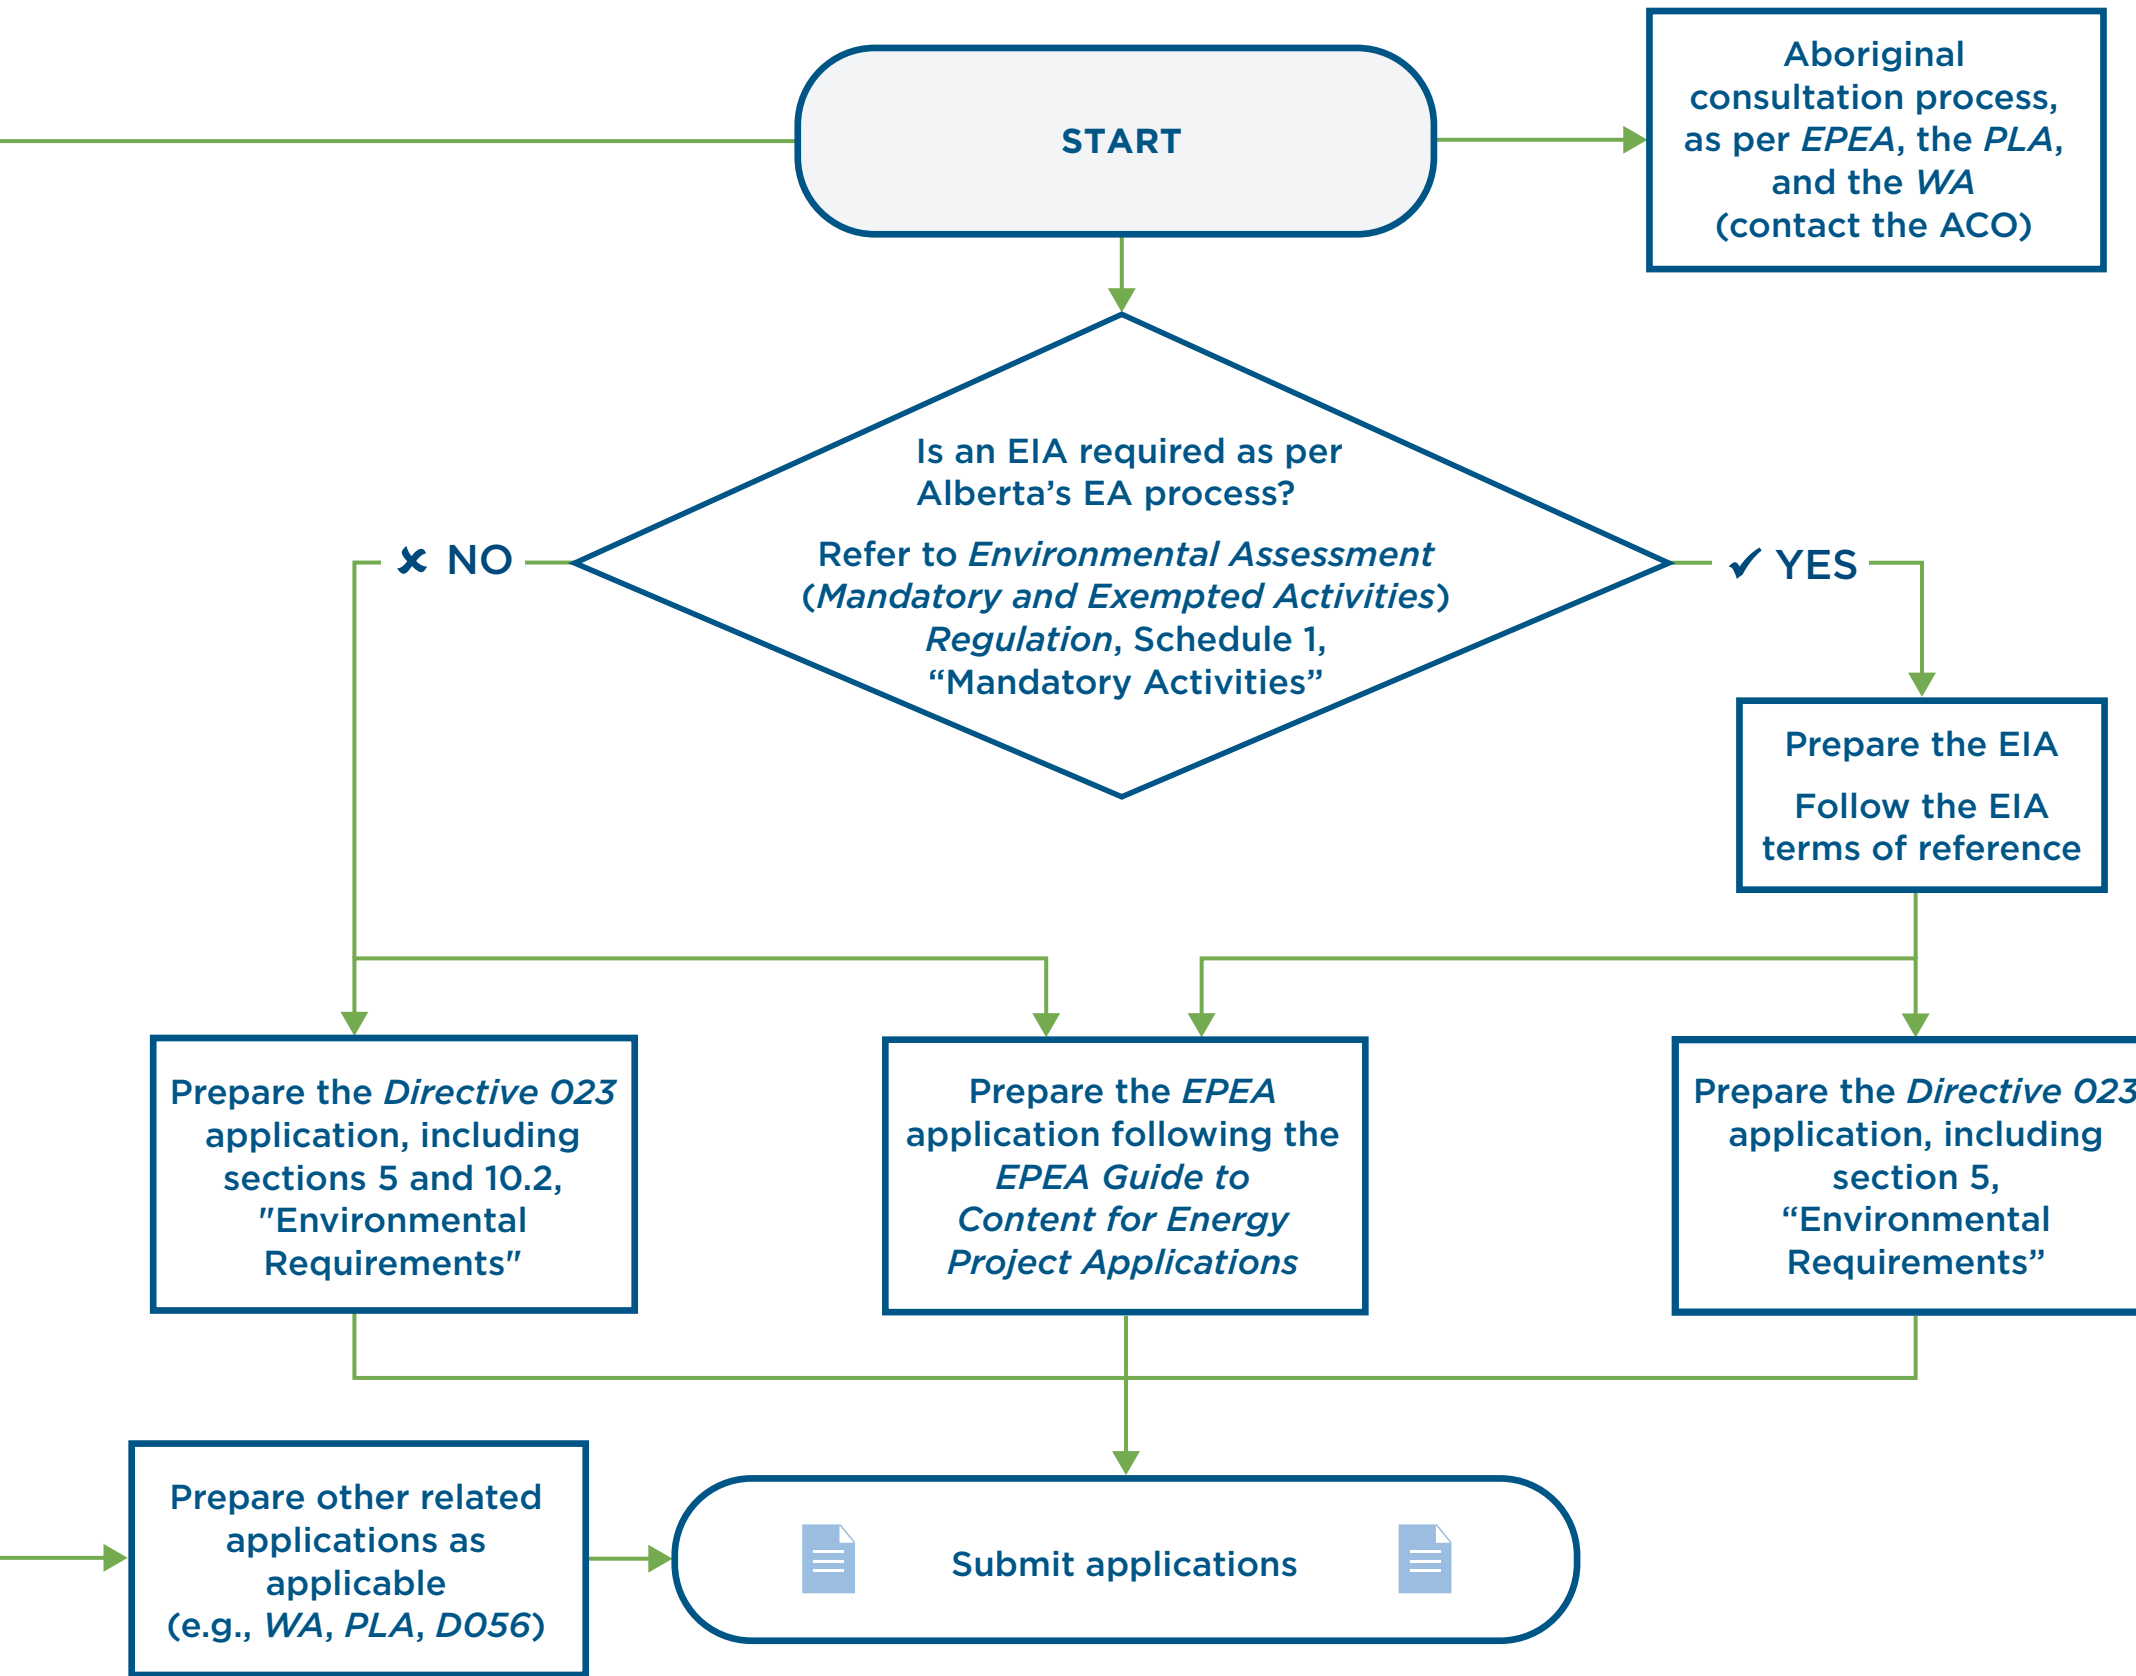 START
Aboriginal
consultation process,
as per EPEA, the PLA,
and the WA
(contact the ACO)
Is an EIA required as per
Alberta’s EA process?
Refer to Environmental Assessment
(Mandatory and Exempted Activities)
Regulation, Schedule 1,
“Mandatory Activities”
NO
YES
Prepare the EIA
Follow the EIA
terms of reference
Prepare the Directive 023
application, including
sections 5 and 10.2,
"Environmental
Requirements"
Prepare the EPEA
application following the
EPEA Guide to
Content for Energy
Project Applications
Prepare the Directive 023
application, including
section 5,
“Environmental
Requirements”
Prepare other related
applications as
applicable
(e.g., WA, PLA, D056)
Submit applications